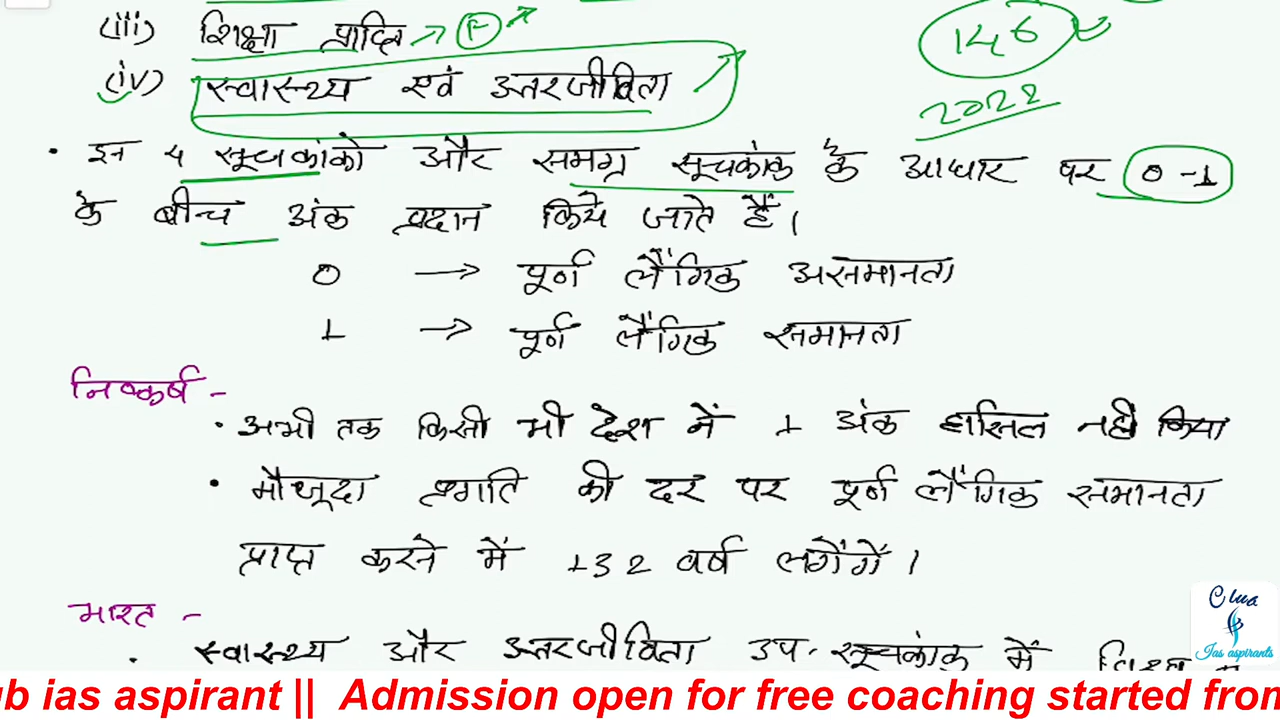 (iii) शिक्षा प्राप्ति → F →
(iv) स्वास्थ्य एवं उत्तरजीविता
146
2022
• इन 4 सूचकांको और समग्र सूचकांक के आधार पर 0-1
के बीच अंक प्रदान किये जाते हैं।
0 → पूर्ण लैंगिक असमानता
1 → पूर्ण लैंगिक समानता
निष्कर्ष -
• अभी तक किसी भी देश में 1 अंक हासिल नही किया
• मौजूदा प्रगति की दर पर पूर्ण लैंगिक समानता
प्राप्त करने में 132 वर्ष लगेंगें।
भारत -
• स्वास्थ्य और उत्तरजीविता उप-सूचकांक में
Club
Ias aspirants
ub ias aspirant || Admission open for free coaching started from